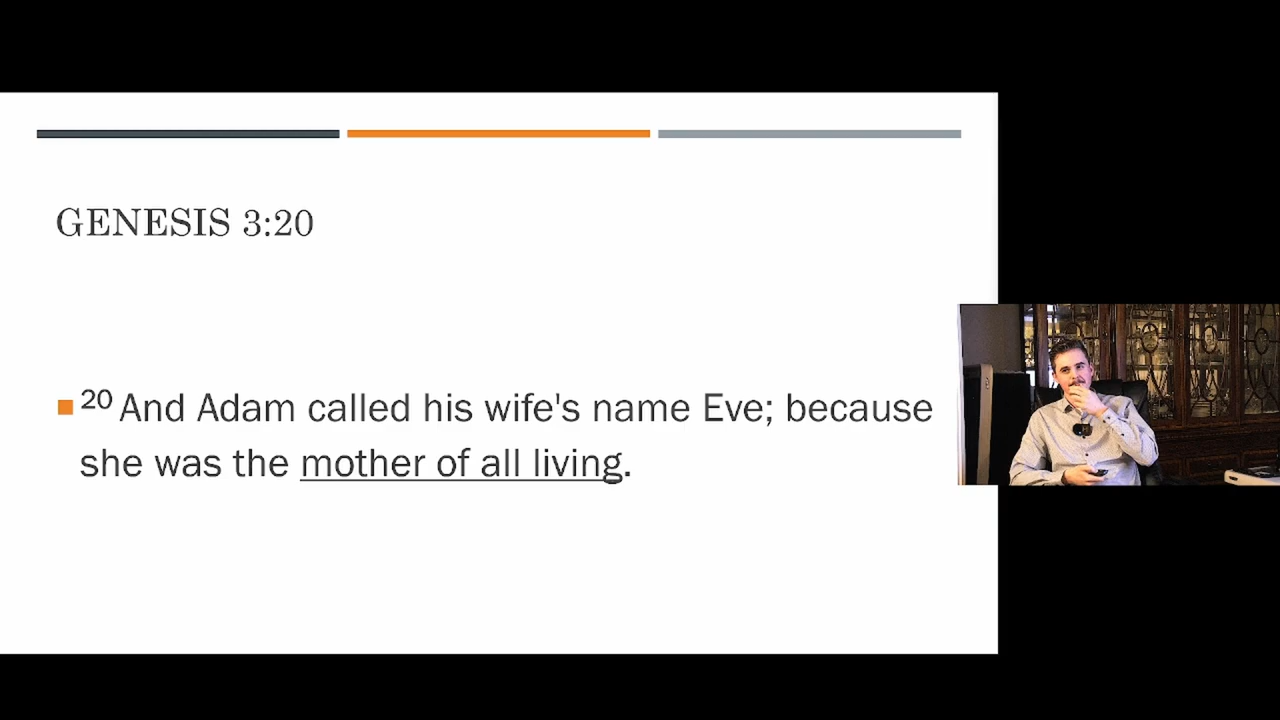 GENESIS 3:20
20 And Adam called his wife's name Eve; because
she was the mother of all living.